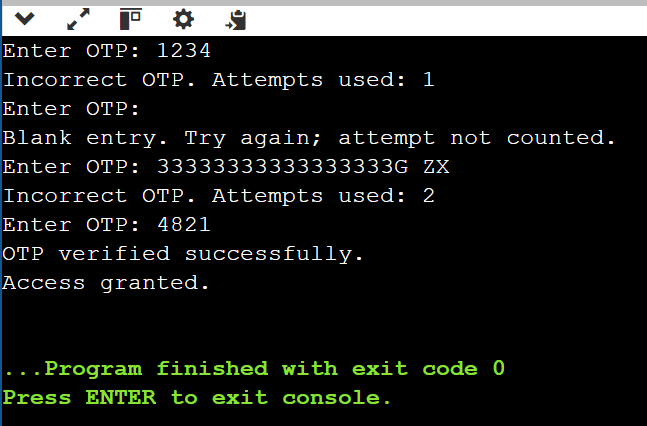 Enter OTP: 1234
Incorrect OTP. Attempts used: 1
Enter OTP:
Blank entry. Try again; attempt not counted.
Enter OTP: 33333333333333333G ZX
Incorrect OTP. Attempts used: 2
Enter OTP: 4821
OTP verified successfully.
Access granted.
...Program finished with exit code 0
Press ENTER to exit console.